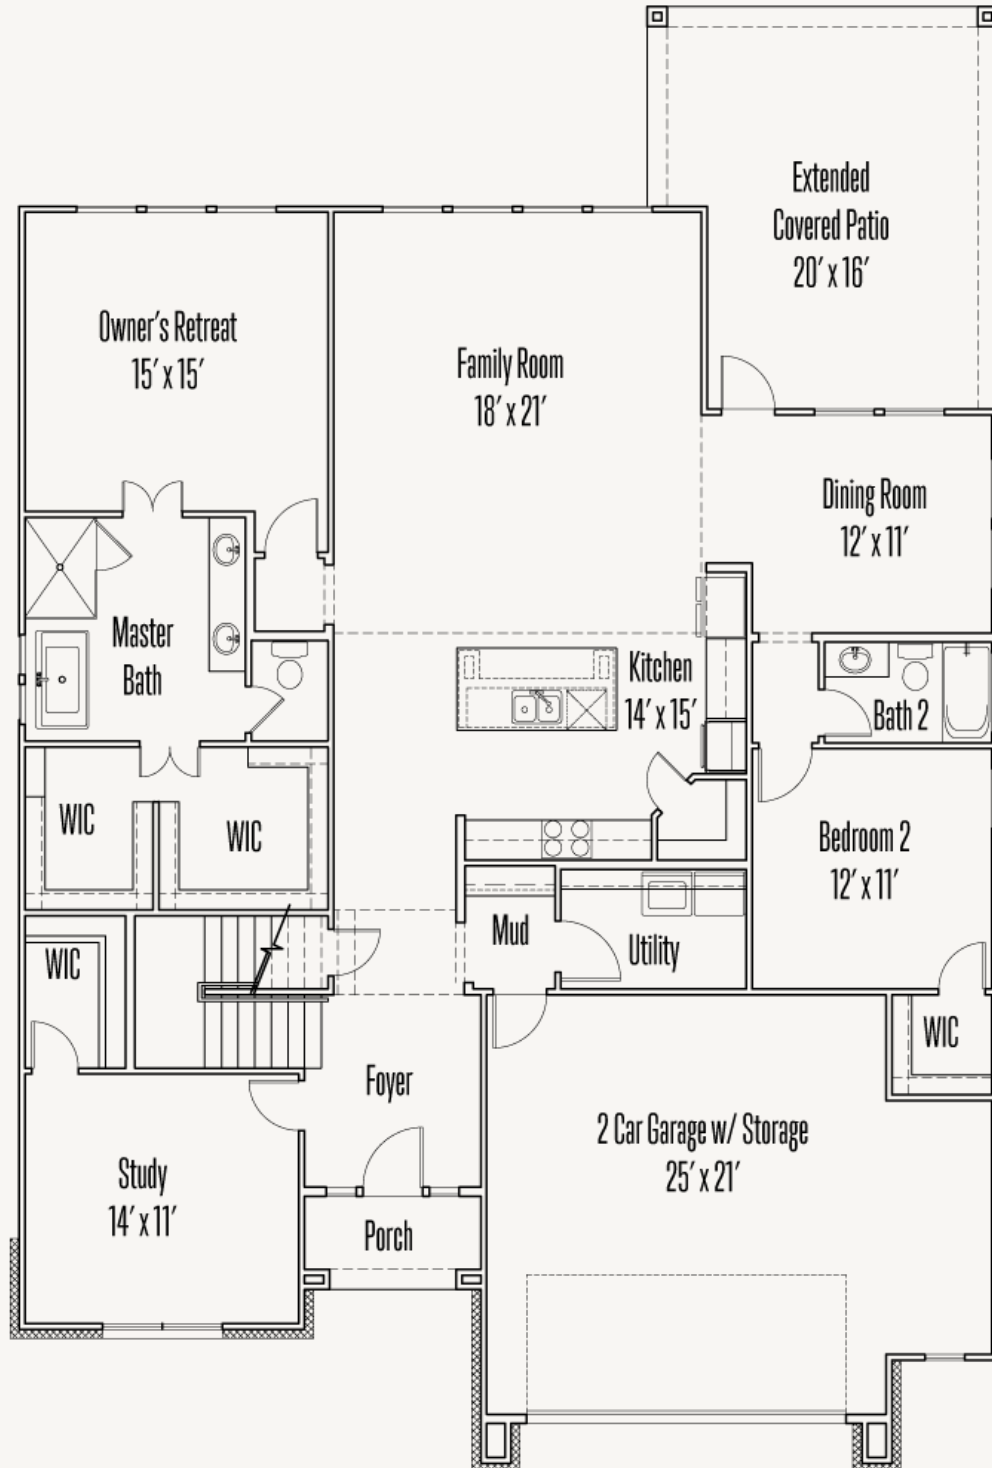 Extended
Covered Patio
20' x 16'
Owner's Retreat
15' x 15'
Family Room
18' x 21'
Dining Room
12' x 11'
Master
Bath
Kitchen
14' x 15'
Bath 2
WIC
WIC
Bedroom 2
12' x 11'
Mud
Utility
WIC
WIC
Foyer
2 Car Garage w/ Storage
25' x 21'
Study
14' x 11'
Porch